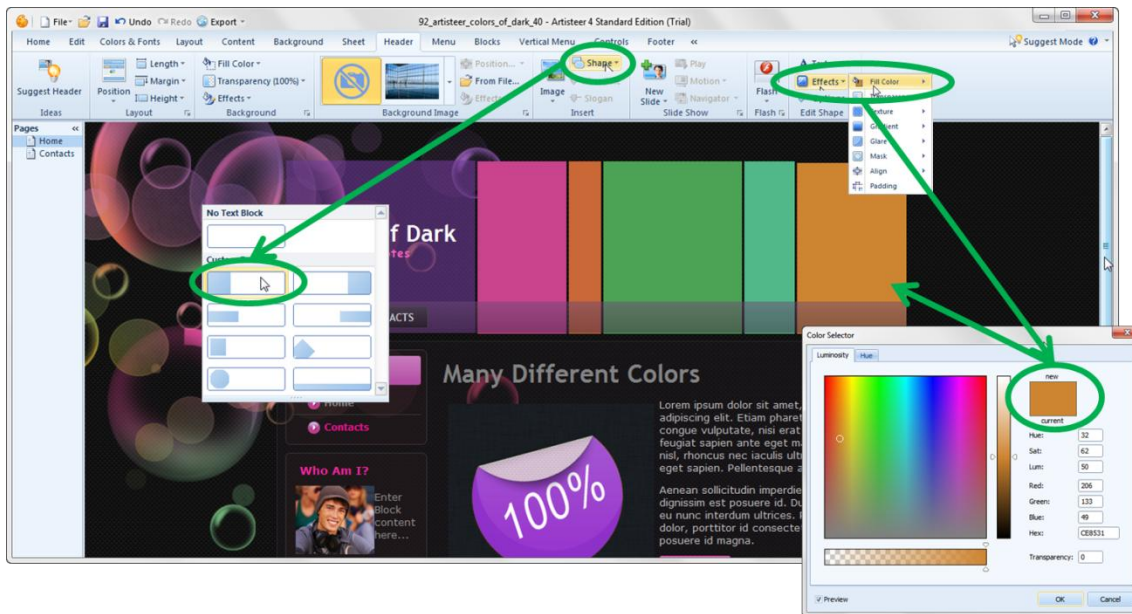 File Undo Redo Export 92_artisteer_colors_of_dark_40 - Artisteer 4 Standard Edition (Trial)
Home Edit Colors & Fonts Layout Content Background Sheet Header Menu Blocks Vertical Menu Controls Footer « Suggest Mode
Length Fill Color Position... Shape Play
Suggest Header Position Margin Transparency (100%) From File... Image New Slide Motion Flash Effects Fill Color
Height Effects Effects Slogan Navigator
Ideas Layout Background Background Image Insert Slide Show Flash Edit Shape
Texture
Gradient
Glare
Mask
Align
Padding
Pages «
Home
Contacts
No Text Block
f Dark
otes
ACTS
Many Different Colors
Home
Contacts
Who Am I?
Enter
Block
content
here...
100%
Lorem ipsum dolor sit amet,
adipiscing elit. Etiam pharet
congue vulputate, nisi erat
feugiat sapien ante eget m
nisl, rhoncus nec iaculis ult
eget sapien. Pellentesque a
Aenean sollicitudin imperdie
dignissim est posuere id. Du
eu nunc interdum ultrices.
dolor, porttitor id consecte
posuere id magna.
Color Selector
Luminosity Hue
new
current
Hue: 32
Sat: 62
Lum: 50
Red: 206
Green: 133
Blue: 49
Hex: CE8531
Transparency: 0
Preview OK Cancel